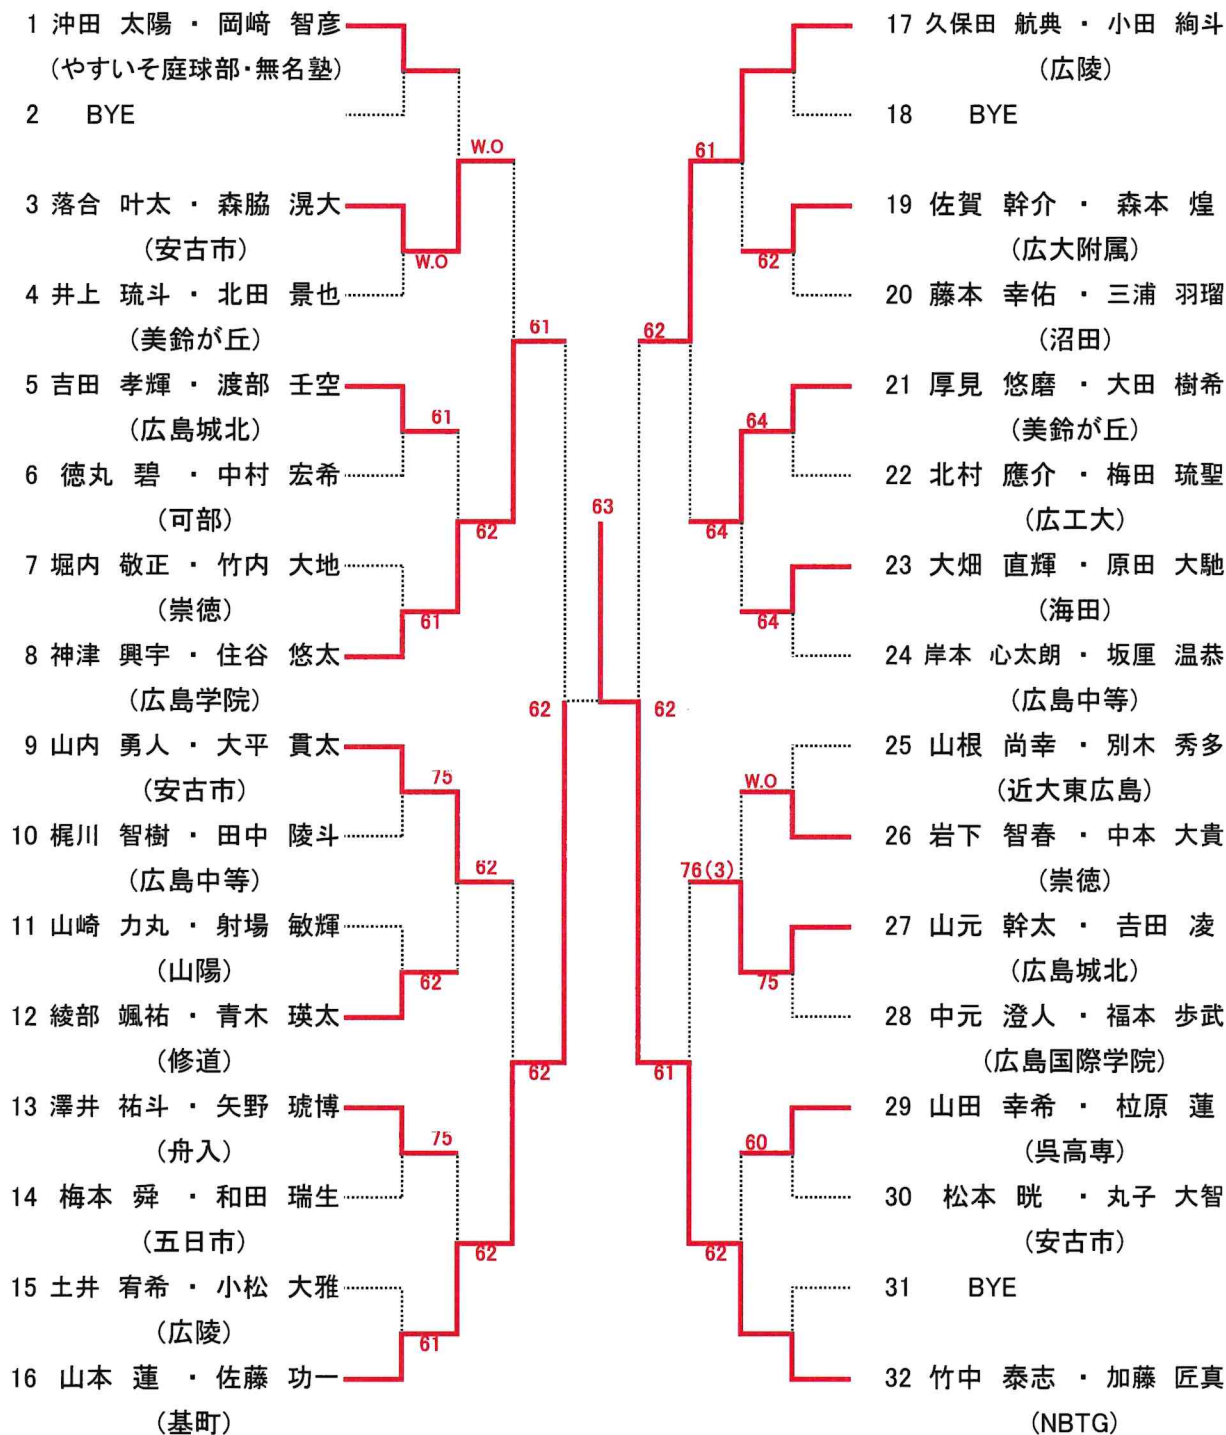 1 沖田 太陽 ・ 岡﨑 智彦
(やすいそ庭球部・無名塾)
2 BYE
W.O
3 落合 叶太 ・ 森脇 滉大
(安古市)
W.O
4 井上 琉斗 ・ 北田 景也
(美鈴が丘)
61
5 吉田 孝輝 ・ 渡部 壬空
(広島城北)
61
6 徳丸 碧 ・ 中村 宏希
(可部)
62
7 堀内 敬正 ・ 竹内 大地
(崇徳)
61
8 神津 興宇 ・ 住谷 悠太
(広島学院)
62
9 山内 勇人 ・ 大平 貫太
(安古市)
75
10 梶川 智樹 ・ 田中 陵斗
(広島中等)
62
11 山崎 力丸 ・ 射場 敏輝
(山陽)
62
12 綾部 颯祐 ・ 青木 瑛太
(修道)
62
13 澤井 祐斗 ・ 矢野 琥博
(舟入)
75
14 梅本 舜 ・ 和田 瑞生
(五日市)
62
15 土井 宥希 ・ 小松 大雅
(広陵)
61
16 山本 蓮 ・ 佐藤 功一
(基町)
63
17 久保田 航典 ・ 小田 絢斗
(広陵)
18 BYE
61
19 佐賀 幹介 ・ 森本 煌
(広大附属)
62
20 藤本 幸佑 ・ 三浦 羽瑠
(沼田)
62
21 厚見 悠磨 ・ 大田 樹希
(美鈴が丘)
64
22 北村 應介 ・ 梅田 琉聖
(広工大)
64
23 大畑 直輝 ・ 原田 大馳
(海田)
64
24 岸本 心太朗 ・ 坂厘 温恭
(広島中等)
62
25 山根 尚幸 ・ 別木 秀多
(近大東広島)
W.O
26 岩下 智春 ・ 中本 大貴
(崇徳)
76(3)
27 山元 幹太 ・ 𠮷田 凌
(広島城北)
75
28 中元 澄人 ・ 福本 歩武
(広島国際学院)
61
29 山田 幸希 ・ 柆原 蓮
(呉高専)
60
30 松本 晄 ・ 丸子 大智
(安古市)
62
31 BYE
32 竹中 泰志 ・ 加藤 匠真
(NBTG)